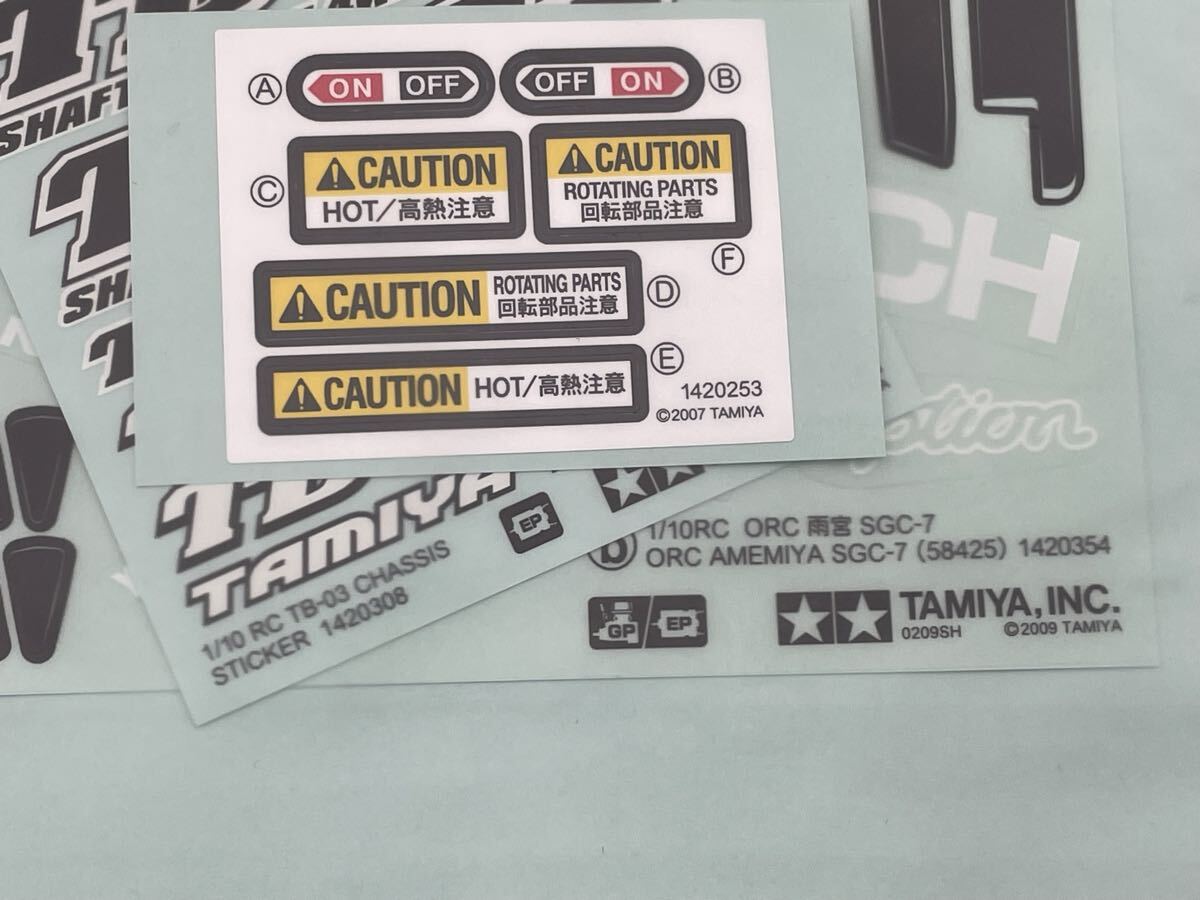 SHAFT
A ON OFF
OFF ON B
C CAUTION
HOT/高熱注意
CAUTION
ROTATING PARTS
回転部品注意
F
CAUTION ROTATING PARTS
回転部品注意
D
CAUTION HOT/高熱注意
E
1420253
©2007 TAMIYA
CH
TAMIYA
EP
1/10 RC TB-03 CHASSIS
STICKER 1420308
b 1/10RC ORC 雨宮 SGC-7
ORC AMEMIYA SGC-7 (58425) 1420354
GP EP
TAMIYA, INC.
0209SH ©2009 TAMIYA